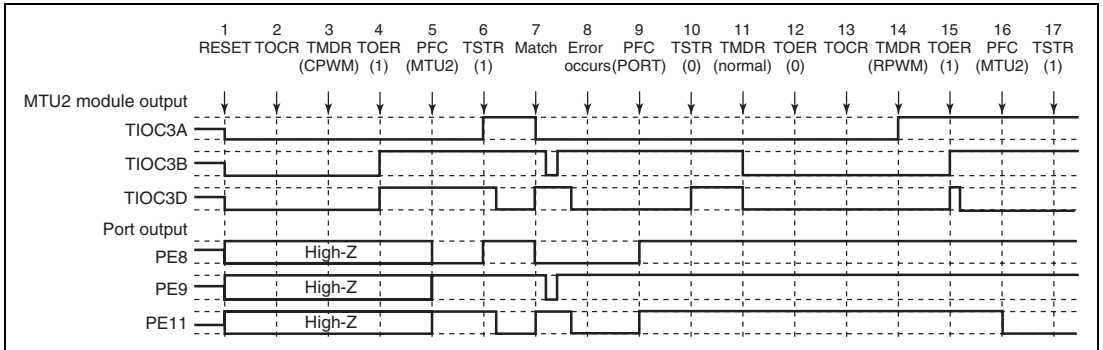 1 2 3 4 5 6 7 8 9 10 11 12 13 14 15 16 17
RESET TOCR TMDR TOER PFC TSTR Match Error PFC TSTR TMDR TOER TOCR TMDR TOER PFC TSTR
(CPWM) (1) (MTU2) (1) occurs (PORT) (0) (normal) (0) (RPWM) (1) (MTU2) (1)
MTU2 module output
TIOC3A
TIOC3B
TIOC3D
Port output
PE8 High-Z
PE9 High-Z
PE11 High-Z